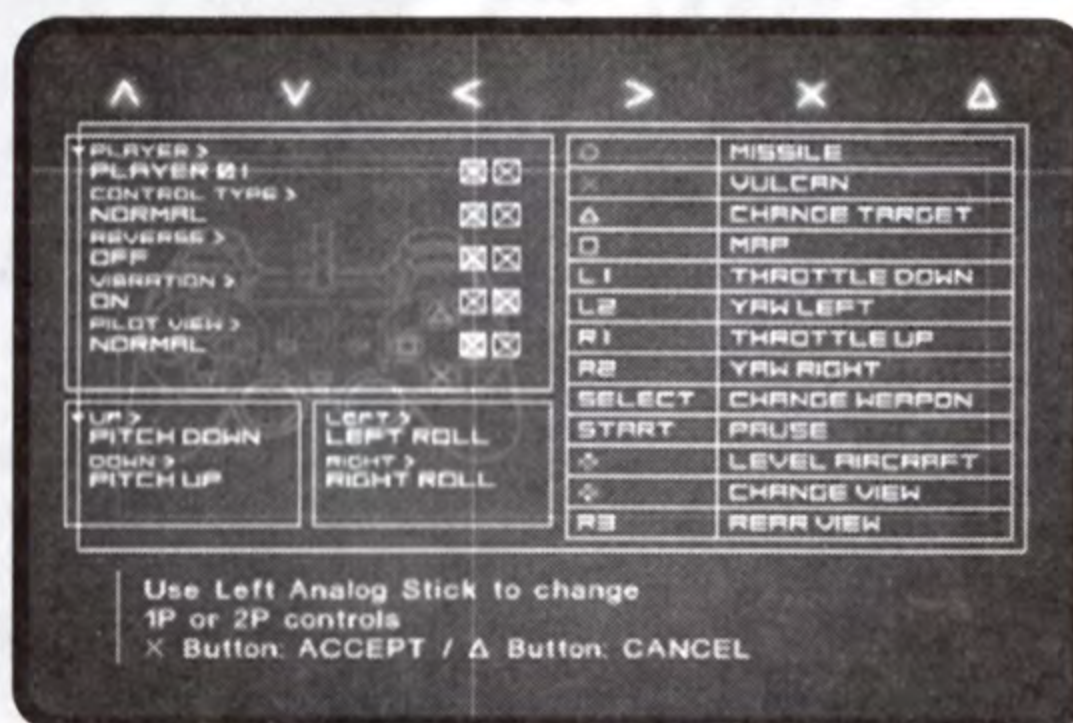 PLAYER >
PLAYER 01
CONTROL TYPE >
NORMAL
REVERSE >
OFF
VIBRATION >
ON
PILOT VIEW >
NORMAL
UP >
PITCH DOWN
DOWN >
PITCH UP
LEFT >
LEFT ROLL
RIGHT >
RIGHT ROLL
○ MISSILE
× VULCAN
△ CHANGE TARGET
□ MAP
L1 THROTTLE DOWN
L2 YAW LEFT
R1 THROTTLE UP
R2 YAW RIGHT
SELECT CHANGE WEAPON
START PAUSE
LEVEL AIRCRAFT
CHANGE VIEW
R3 REAR VIEW
Use Left Analog Stick to change
1P or 2P controls
× Button: ACCEPT / △ Button: CANCEL